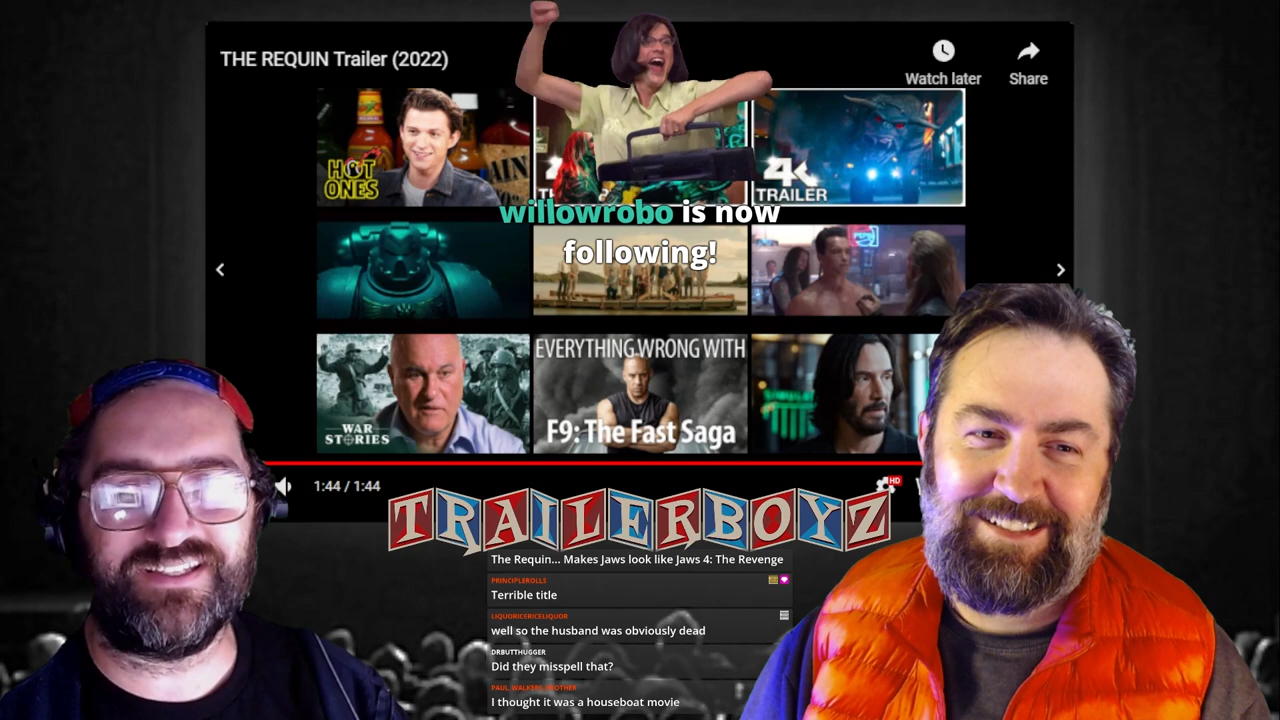 THE REQUIN Trailer (2022)
Watch later
Share
HOT
ONES
4K
TRAILER
willowrobo is now
following!
WAR
STORIES
EVERYTHING WRONG WITH
F9: The Fast Saga
1:44 / 1:44
HD
TRAILERBOYZ
The Requin... Makes Jaws look like Jaws 4: The Revenge
PRINCIPLEROLLS
Terrible title
LIQUORICERICELIQUOR
well so the husband was obviously dead
DRBUTTHUGGER
Did they misspell that?
I thought it was a houseboat movie